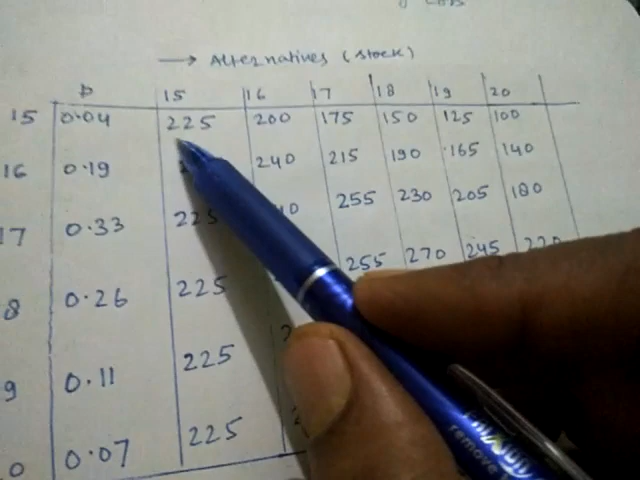 → Alternatives (stock)
P 15 16 17 18 19 20
15 0.04 225 200 175 150 125 100
16 0.19 240 215 190 165 140
17 0.33 225 255 230 205 180
8 0.26 225 255 270 245 220
9 0.11 225
0 0.07 225